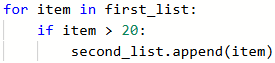 for item in first_list:
    if item > 20:
        second_list.append(item)